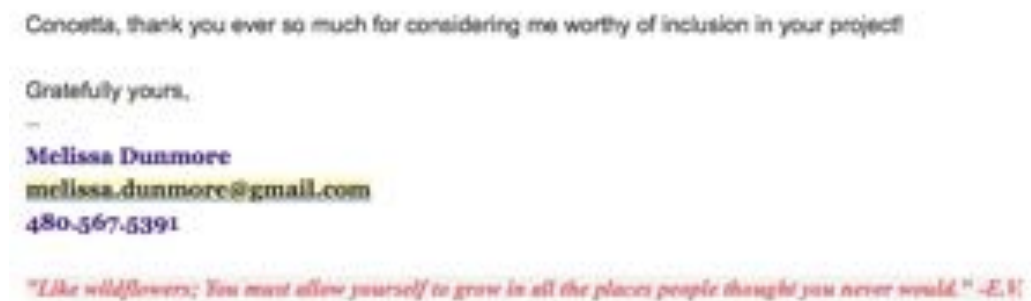 Concetta, thank you ever so much for considering me worthy of inclusion in your project!
Gratefully yours,
--
Melissa Dunmore
melissa.dunmore@gmail.com
480.567.5391
"Like wildflowers; You must allow yourself to grow in all the places people thought you never would." -E.V.